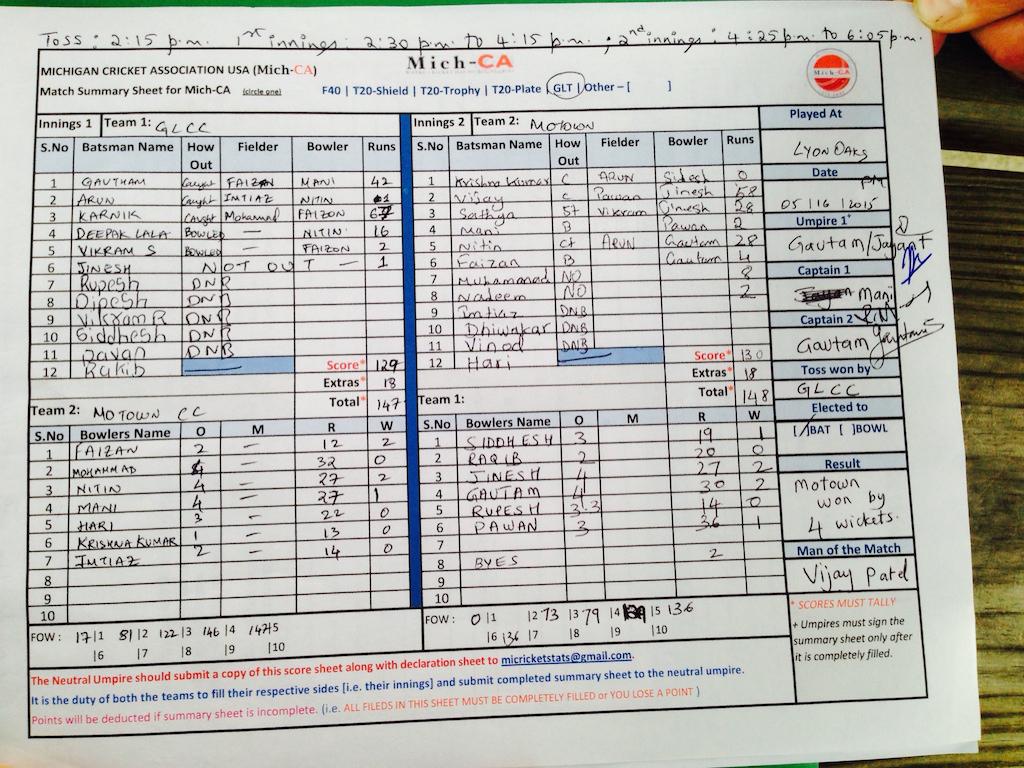 Toss: 2:15 p.m. 1st innings: 2:30 p.m. to 4:15 p.m.; 2nd innings: 4:25 p.m. to 6:05 p.m.
Mich-CA
MICHIGAN CRICKET ASSOCIATION USA (Mich-CA)
Match Summary Sheet for Mich-CA (circle one) F40 | T20-Shield | T20-Trophy | T20-Plate | GLT | Other – [ ]
Mich-CA
Innings 1 Team 1: GLCC
S.No Batsman Name How Out Fielder Bowler Runs
1 GAUTHAM Caught FAIZAN MANI 42
2 ARUN Caught IMTIAZ NITIN 1
3 KARNIK Caught Mohamad FAIZON 67
4 DEEPAK LALA BOWLED — NITIN 16
5 VIKRAM S BOWLED — FAIZON 2
6 JINESH NOT OUT — 1
7 Rupesh DNB
8 Dipesh DNB
9 Vikram R DNB
10 Siddhesh DNB
11 Pavan DNB
12 Rakib
Score* 129
Extras* 18
Total* 147
Innings 2 Team 2: MOTOWN
S.No Batsman Name How Out Fielder Bowler Runs
1 Krishna Kumar C ARUN Sidesh 0
2 Vijay C Pawan Jinesh 58
3 Sathya St Vikram Jinesh 28
4 Mani B Pawan 2
5 Nitin Ct ARUN Gautam 28
6 Faizan B Gautam 4
7 Muhammad NO 8
8 Nadeem NO 2
9 Imtiaz DNB
10 Dhiwakar DNB
11 Vinod DNB
12 Hari
Score* 130
Extras* 18
Total* 148
Team 2: MOTOWN CC
S.No Bowlers Name O M R W
1 FAIZAN 2 — 12 2
2 MOHAMMAD 4 — 32 0
3 NITIN 4 — 27 2
4 MANI 4 — 27 1
5 HARI 3 — 22 0
6 KRISHNA KUMAR 1 — 13 0
7 IMTIAZ 2 — 14 0
8
9
10
FOW: 17|1 81|2 122|3 146|4 147|5
|6 |7 |8 |9 |10
Team 1:
S.No Bowlers Name O M R W
1 SIDDHESH 3 19 1
2 RAQIB 2 20 0
3 JINESH 4 27 2
4 GAUTAM 4 30 2
5 RUPESH 3.3 14 0
6 PAWAN 3 36 1
7
8 BYES 2
9
10
FOW: 0|1 |2 73 |3 79 |4 |5 136
|6 136 |7 |8 |9 |10
Played At
LYON OAKS
Date
PM
05/16/2015
Umpire 1*
Gautam/Jayant
Captain 1
Mani
Captain 2
Gautam
Toss won by
GLCC
Elected to
[/]BAT [ ]BOWL
Result
Motown
won by
4 wickets.
Man of the Match
Vijay Patel
* SCORES MUST TALLY
+ Umpires must sign the
summary sheet only after
it is completely filled.
The Neutral Umpire should submit a copy of this score sheet along with declaration sheet to micricketstats@gmail.com.
It is the duty of both the teams to fill their respective sides [i.e. their innings] and submit completed summary sheet to the neutral umpire.
Points will be deducted if summary sheet is incomplete. (i.e. ALL FILEDS IN THIS SHEET MUST BE COMPLETELY FILLED or YOU LOSE A POINT )